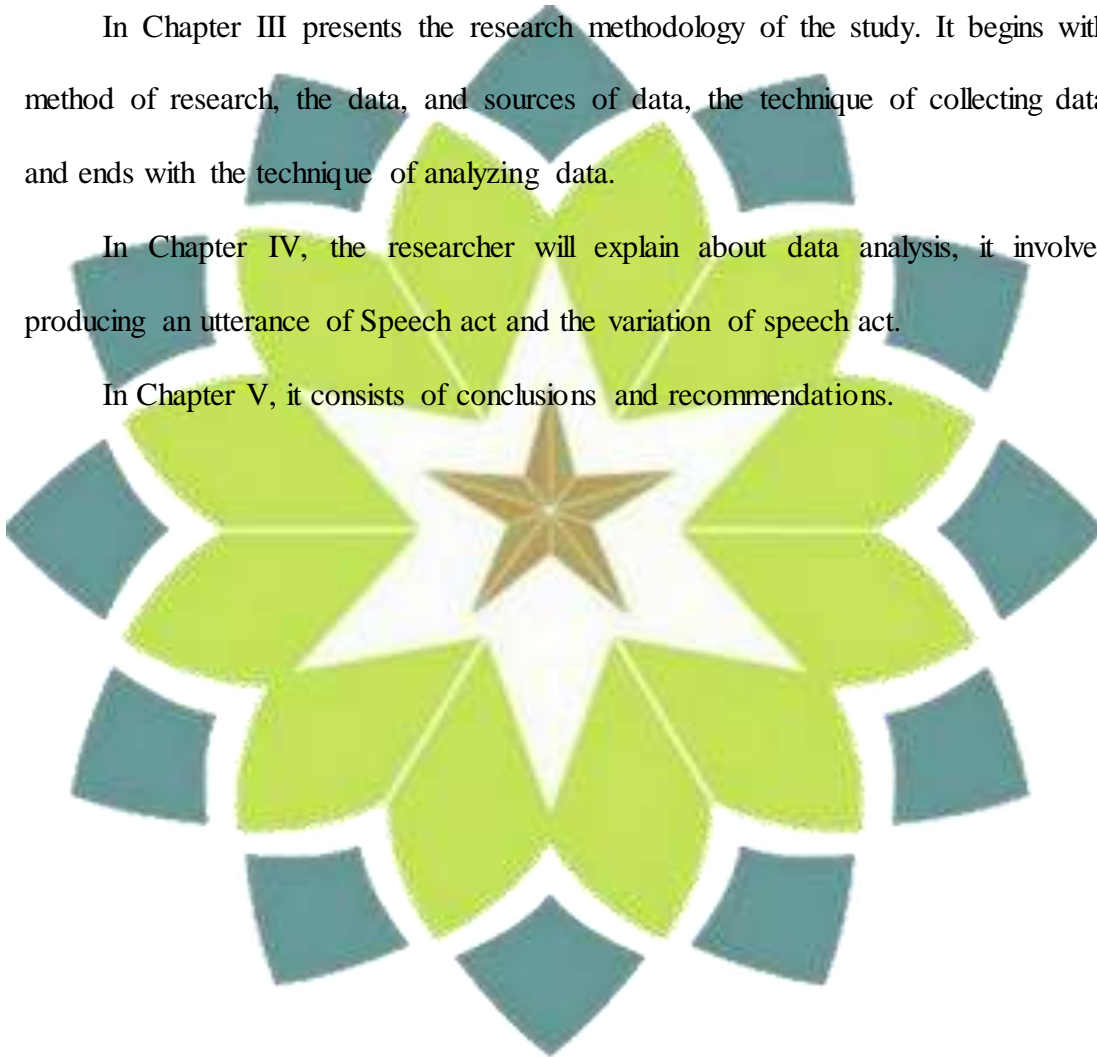 In Chapter III presents the research methodology of the study. It begins with
method of research, the data, and sources of data, the technique of collecting data
and ends with the technique of analyzing data.
In Chapter IV, the researcher will explain about data analysis, it involve
producing an utterance of Speech act and the variation of speech act.
In Chapter V, it consists of conclusions and recommendations.